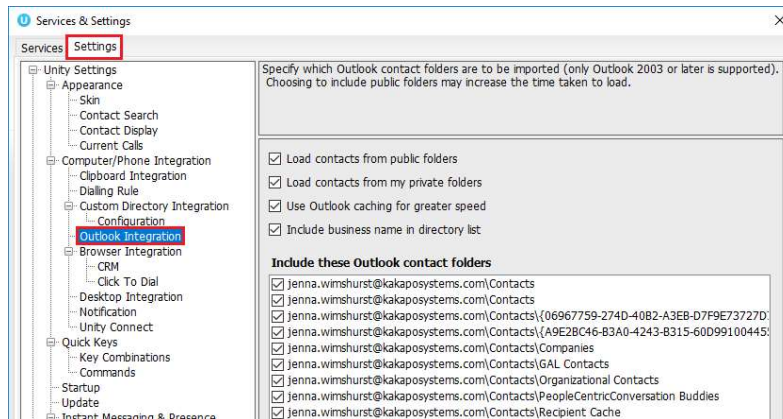 Services & Settings
Services Settings
Specify which Outlook contact folders are to be imported (only Outlook 2003 or later is supported).
Choosing to include public folders may increase the time taken to load.
Unity Settings
Appearance
Skin
Contact Search
Contact Display
Current Calls
Computer/Phone Integration
Clipboard Integration
Dialling Rule
Custom Directory Integration
Configuration
Outlook Integration
Browser Integration
CRM
Click To Dial
Desktop Integration
Notification
Unity Connect
Quick Keys
Key Combinations
Commands
Startup
Update
Instant Messaging & Presence
Load contacts from public folders
Load contacts from my private folders
Use Outlook caching for greater speed
Include business name in directory list
Include these Outlook contact folders
jenna.wimshurst@kakaposystems.com\Contacts
jenna.wimshurst@kakaposystems.com\Contacts
jenna.wimshurst@kakaposystems.com\Contacts\{06967759-274D-40B2-A3EB-D7F9E73727D
jenna.wimshurst@kakaposystems.com\Contacts\{A9E2BC46-B3A0-4243-B315-60D99100445
jenna.wimshurst@kakaposystems.com\Contacts\Companies
jenna.wimshurst@kakaposystems.com\Contacts\GAL Contacts
jenna.wimshurst@kakaposystems.com\Contacts\Organizational Contacts
jenna.wimshurst@kakaposystems.com\Contacts\PeopleCentricConversation Buddies
jenna.wimshurst@kakaposystems.com\Contacts\Recipient Cache